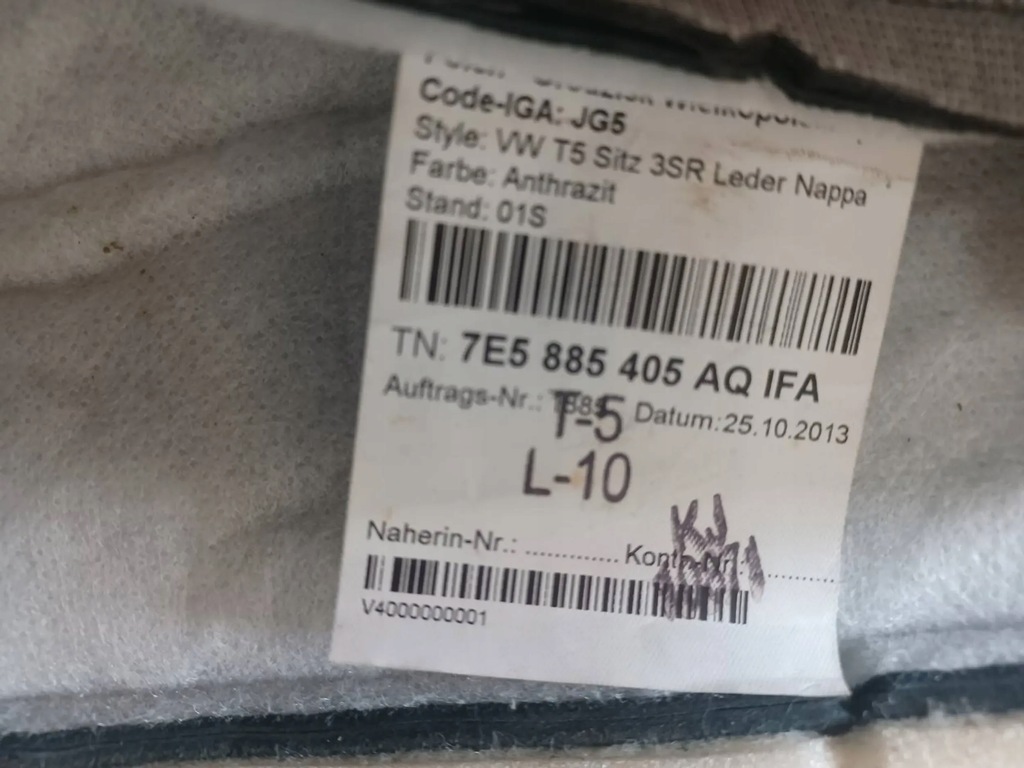 Code-IGA: JG5
Style: VW T5 Sitz 3SR Leder Nappa
Farbe: Anthrazit
Stand: 01S
TN: 7E5 885 405 AQ IFA
Auftrags-Nr.: Datum:25.10.2013
T-5
L-10
Naherin-Nr.: ............. Kontr-Nr.: ............
V4000000001